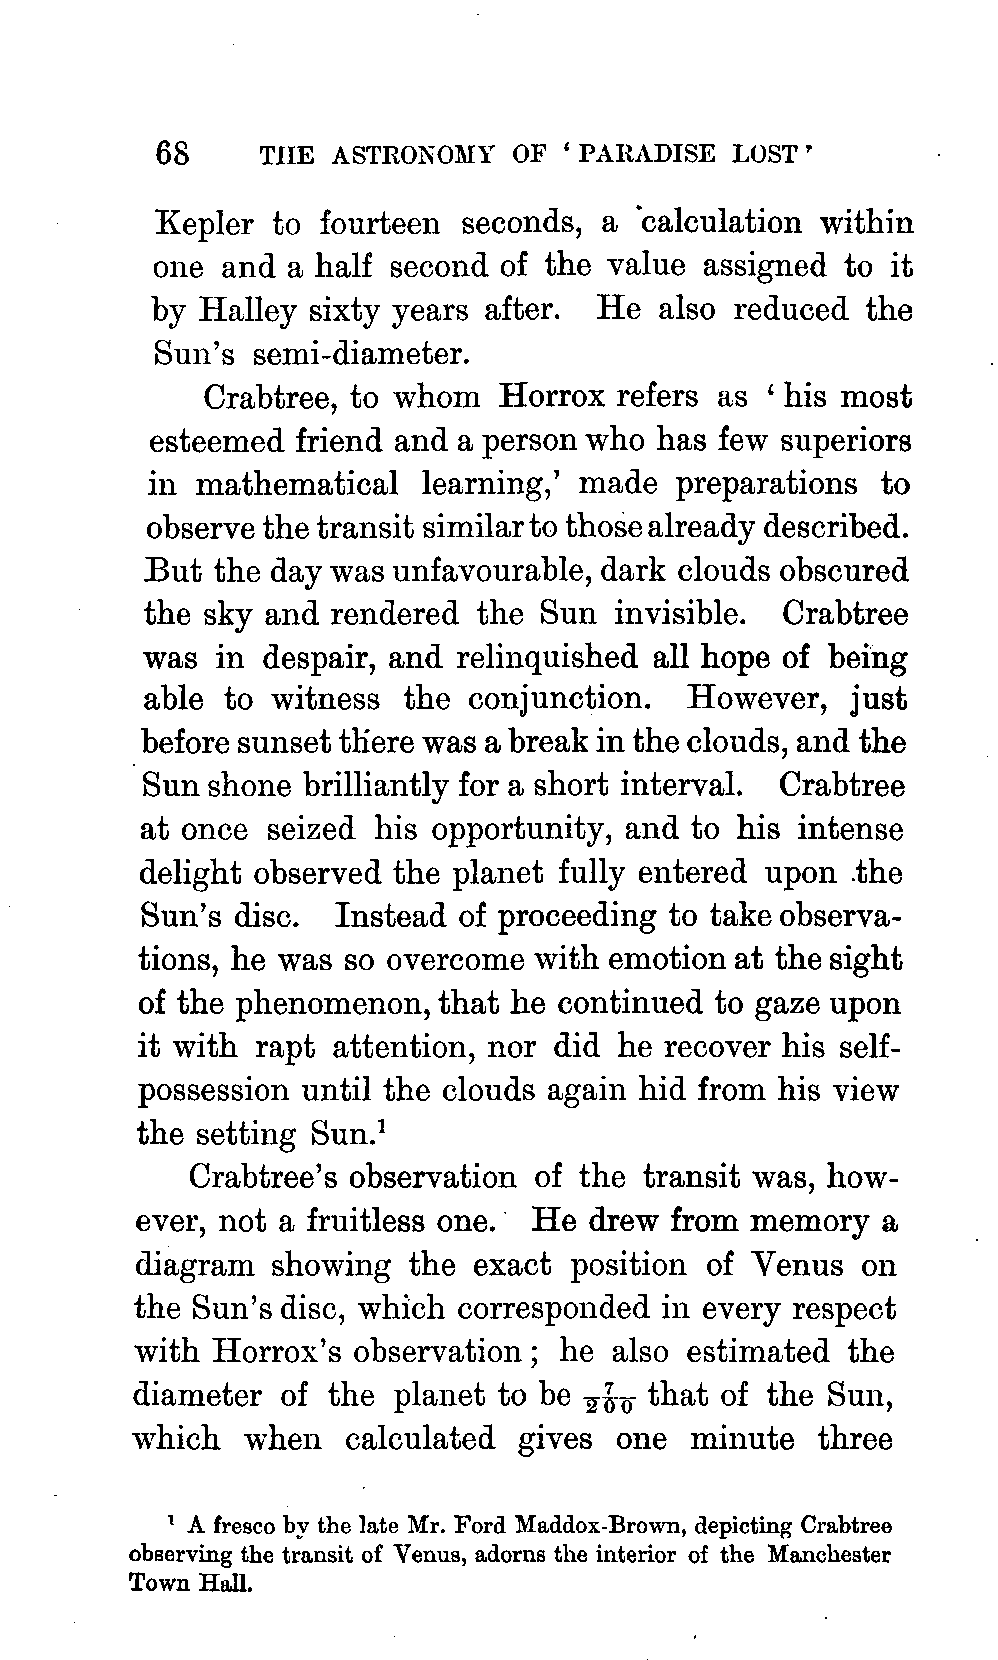 68 THE ASTRONOMY OF ‘PARADISE LOST’
Kepler to fourteen seconds, a calculation within
one and a half second of the value assigned to it
by Halley sixty years after. He also reduced the
Sun’s semi-diameter.
Crabtree, to whom Horrox refers as ‘his most
esteemed friend and a person who has few superiors
in mathematical learning,’ made preparations to
observe the transit similar to those already described.
But the day was unfavourable, dark clouds obscured
the sky and rendered the Sun invisible. Crabtree
was in despair, and relinquished all hope of being
able to witness the conjunction. However, just
before sunset there was a break in the clouds, and the
Sun shone brilliantly for a short interval. Crabtree
at once seized his opportunity, and to his intense
delight observed the planet fully entered upon the
Sun’s disc. Instead of proceeding to take observa-
tions, he was so overcome with emotion at the sight
of the phenomenon, that he continued to gaze upon
it with rapt attention, nor did he recover his self-
possession until the clouds again hid from his view
the setting Sun.¹
Crabtree’s observation of the transit was, how-
ever, not a fruitless one. He drew from memory a
diagram showing the exact position of Venus on
the Sun’s disc, which corresponded in every respect
with Horrox’s observation; he also estimated the
diameter of the planet to be 7/200 that of the Sun,
which when calculated gives one minute three
¹ A fresco by the late Mr. Ford Maddox-Brown, depicting Crabtree
observing the transit of Venus, adorns the interior of the Manchester
Town Hall.